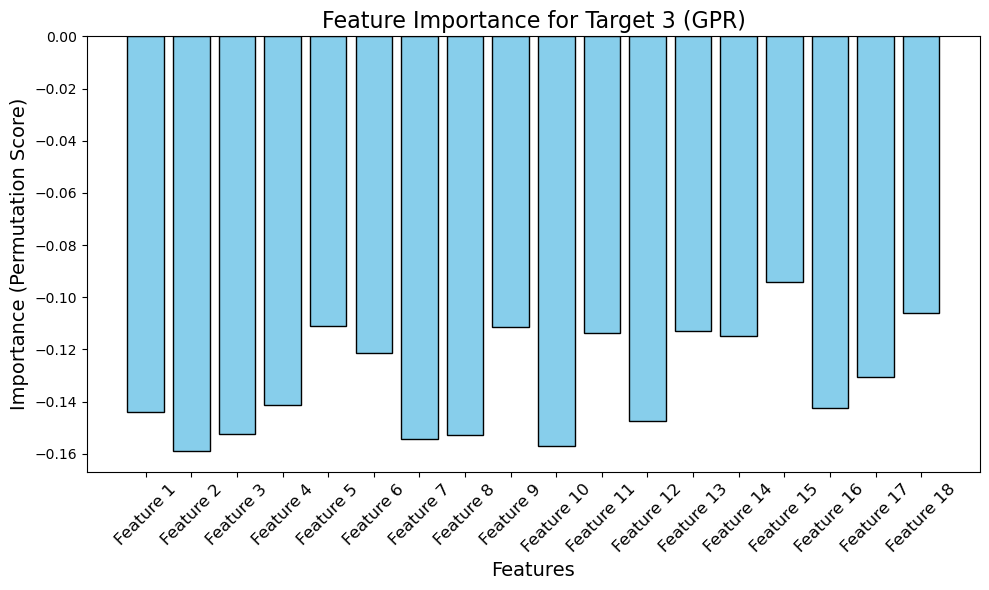 Feature Importance for Target 3 (GPR)
Importance (Permutation Score)
0.00
−0.02
−0.04
−0.06
−0.08
−0.10
−0.12
−0.14
−0.16
Feature 1
Feature 2
Feature 3
Feature 4
Feature 5
Feature 6
Feature 7
Feature 8
Feature 9
Feature 10
Feature 11
Feature 12
Feature 13
Feature 14
Feature 15
Feature 16
Feature 17
Feature 18
Features